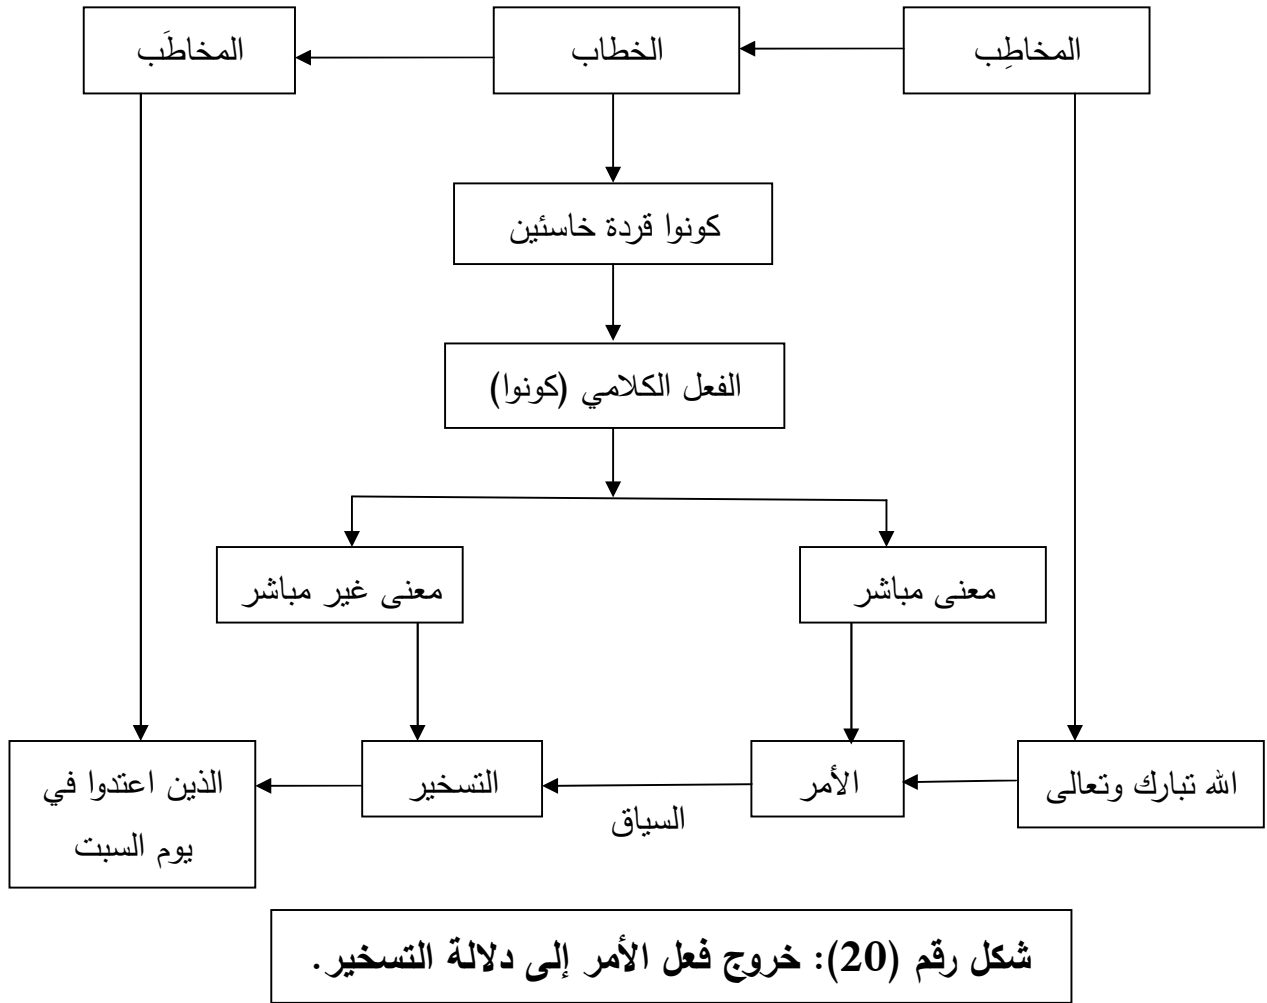 المخاطِب
الخطاب
المخاطَب
كونوا قردة خاسئين
الفعل الكلامي (كونوا)
معنى مباشر
معنى غير مباشر
الله تبارك وتعالى
الأمر
السياق
التسخير
الذين اعتدوا في
يوم السبت
شكل رقم (20): خروج فعل الأمر إلى دلالة التسخير.